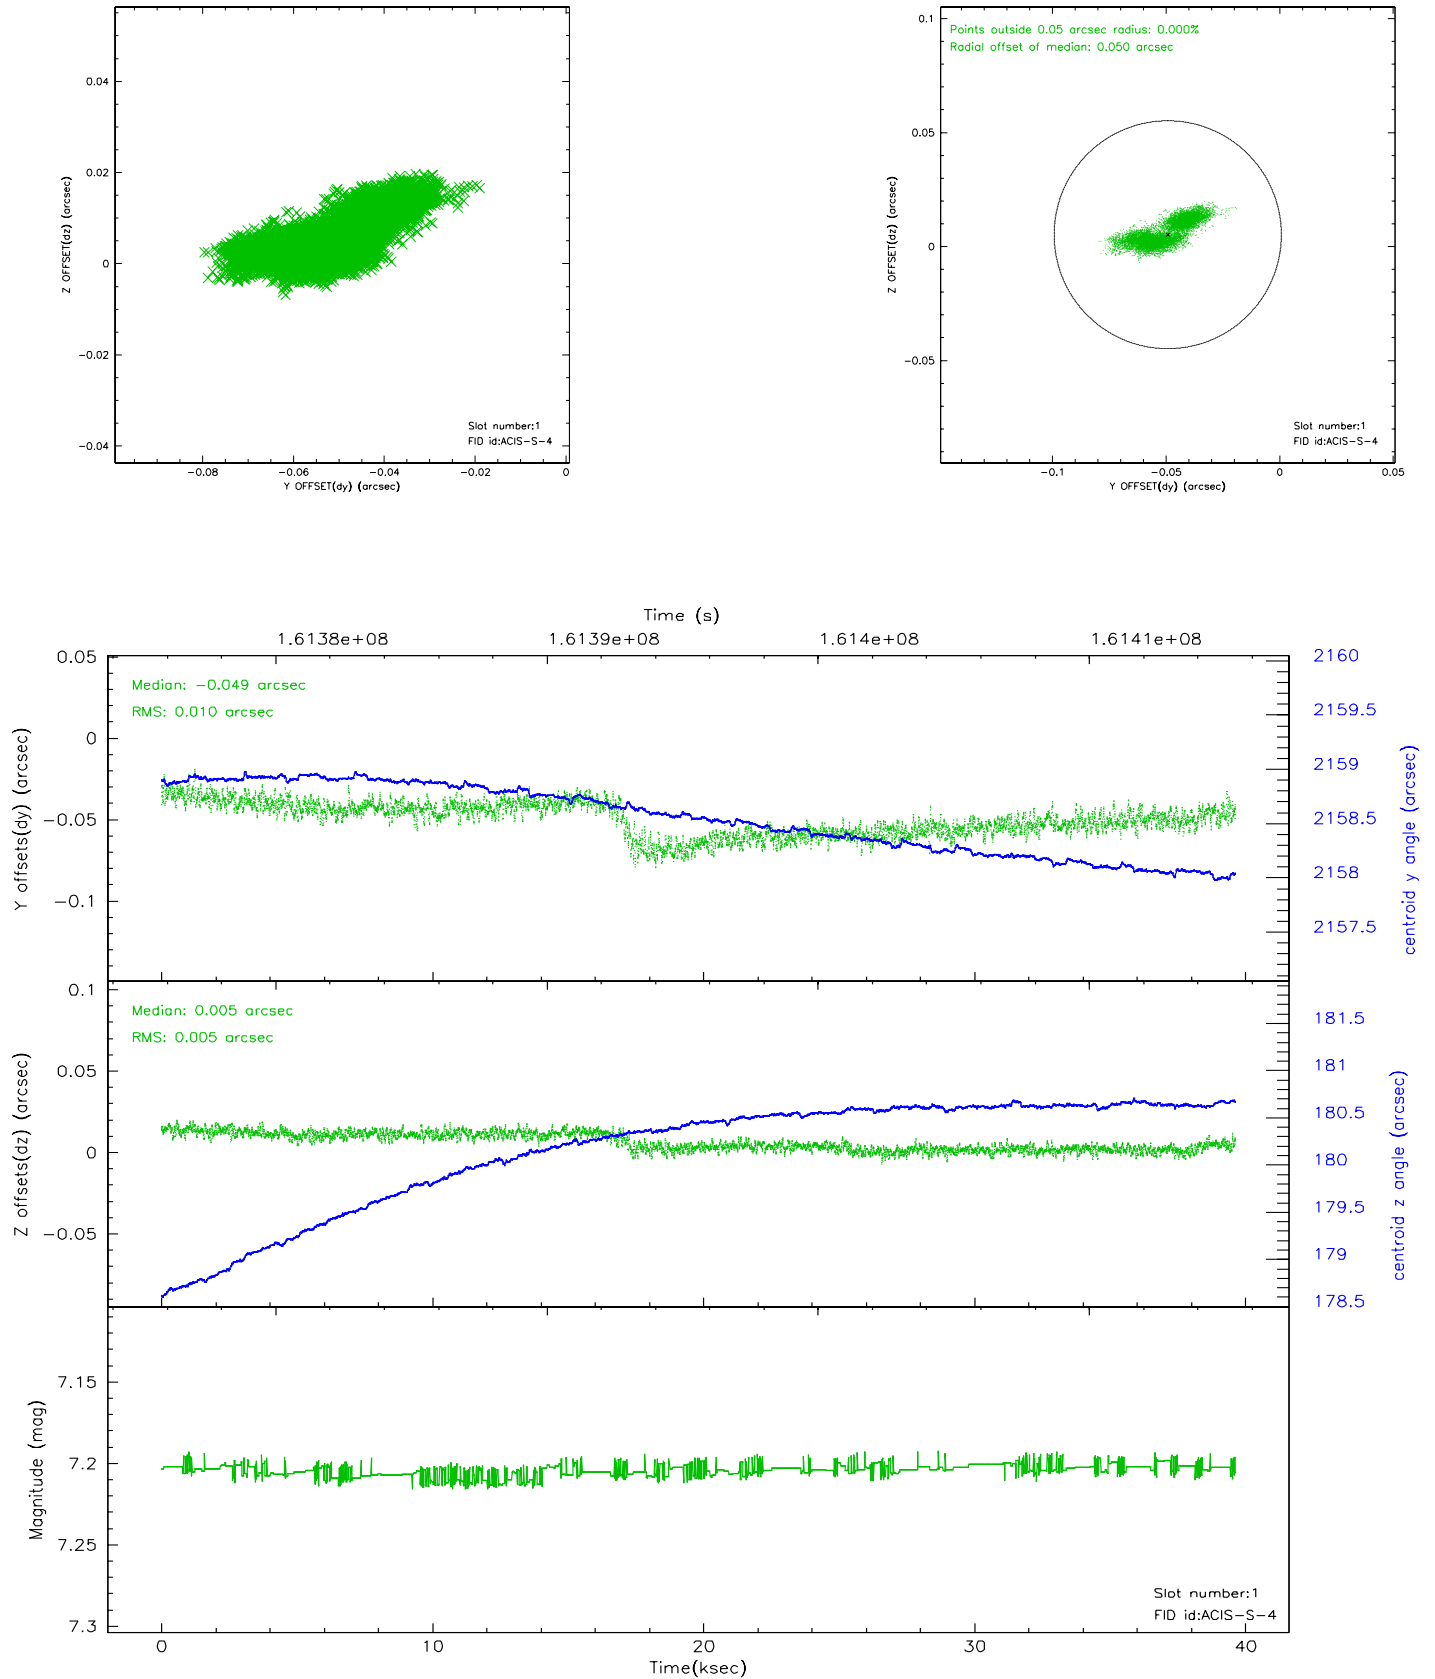 0.04
0.02
0
−0.02
−0.04
Z OFFSET(dz) (arcsec)
Slot number:1
FID id:ACIS−S−4
−0.08 −0.06 −0.04 −0.02 0
Y OFFSET(dy) (arcsec)
0.1
0.05
0
−0.05
Z OFFSET(dz) (arcsec)
Points outside 0.05 arcsec radius: 0.000%
Radial offset of median: 0.050 arcsec
Slot number:1
FID id:ACIS−S−4
−0.1 −0.05 0 0.05
Y OFFSET(dy) (arcsec)
Time (s)
1.6138e+08 1.6139e+08 1.614e+08 1.6141e+08
0.05
0
−0.05
−0.1
Y offsets(dy) (arcsec)
Median: −0.049 arcsec
RMS: 0.010 arcsec
2160
2159.5
2159
2158.5
2158
2157.5
centroid y angle (arcsec)
0.1
0.05
0
−0.05
Z offsets(dz) (arcsec)
Median: 0.005 arcsec
RMS: 0.005 arcsec
181.5
181
180.5
180
179.5
179
178.5
centroid z angle (arcsec)
7.15
7.2
7.25
7.3
Magnitude (mag)
Slot number:1
FID id:ACIS−S−4
0 10 20 30 40
Time(ksec)